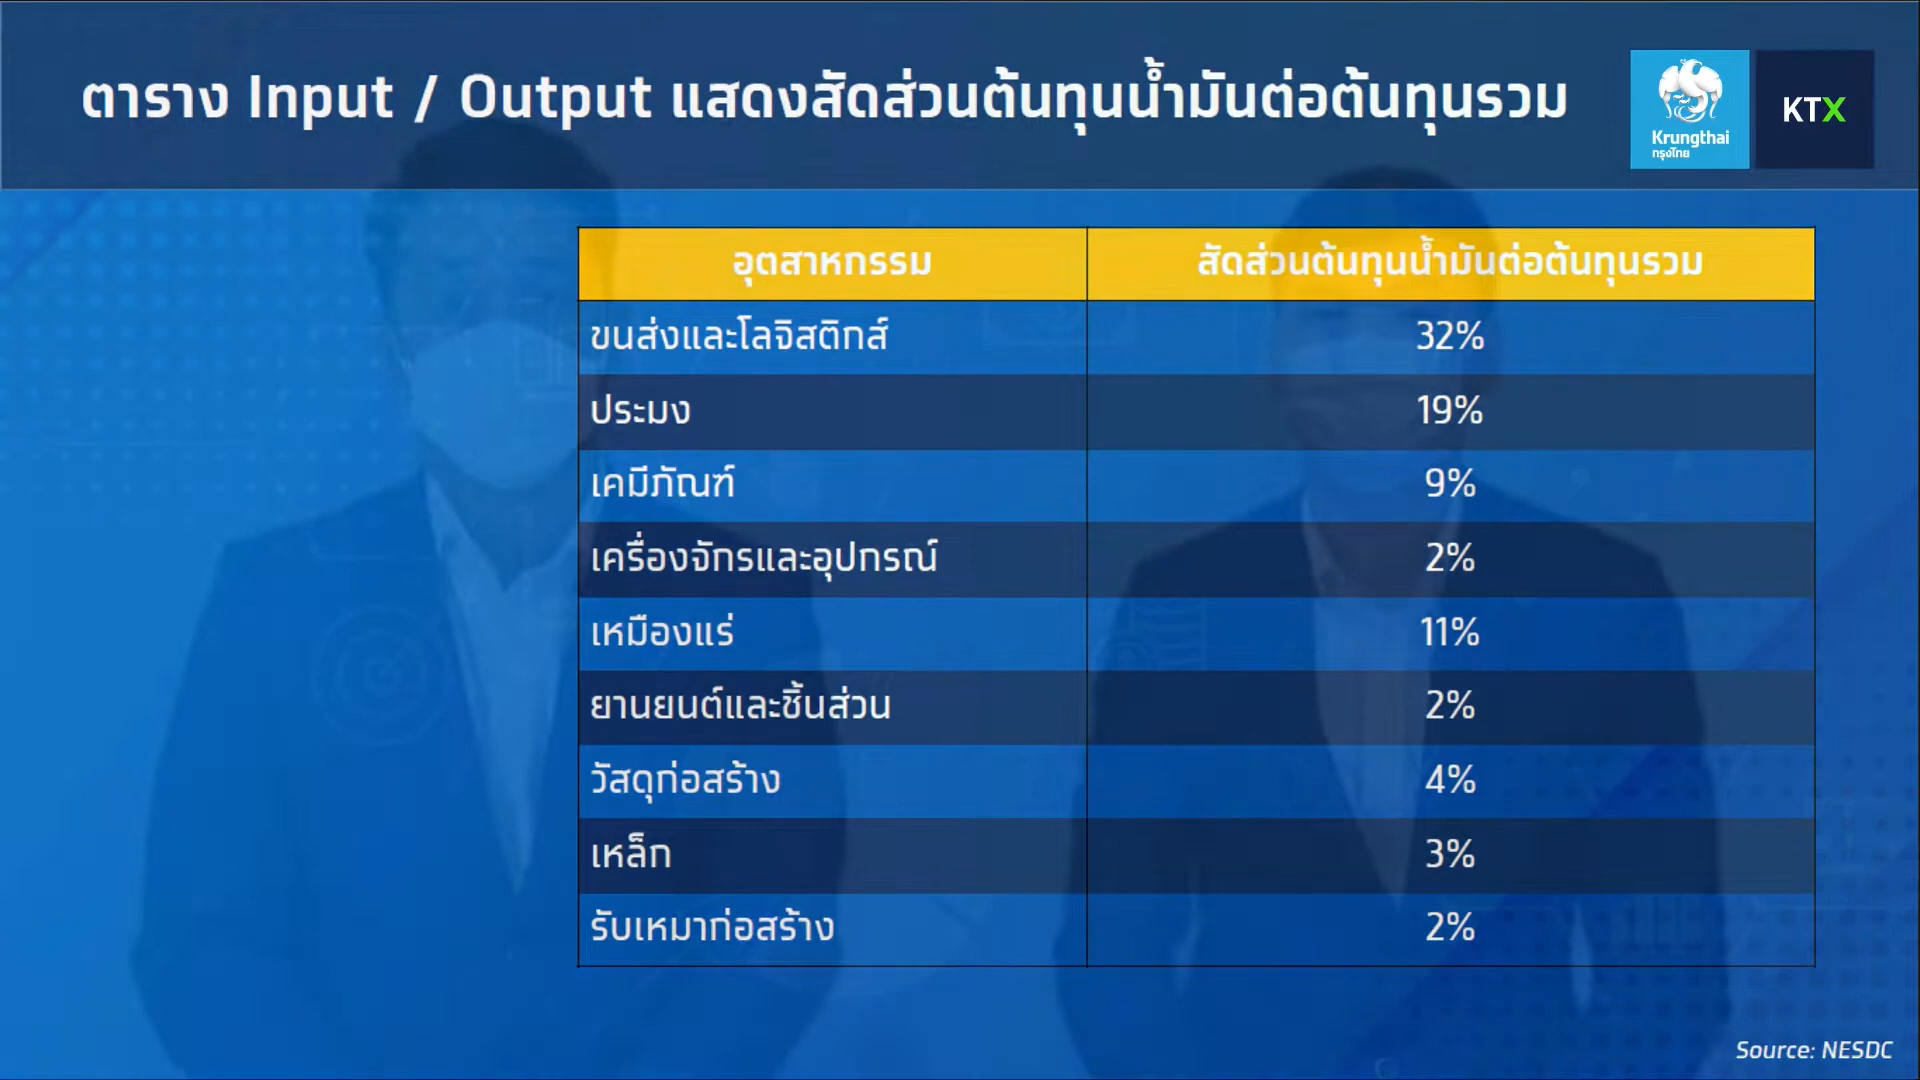 ตาราง Input / Output แสดงสัดส่วนต้นทุนน้ำมันต่อต้นทุนรวม
Krungthai
กรุงไทย
KTX
อุตสาหกรรม สัดส่วนต้นทุนน้ำมันต่อต้นทุนรวม
ขนส่งและโลจิสติกส์ 32%
ประมง 19%
เคมีภัณฑ์ 9%
เครื่องจักรและอุปกรณ์ 2%
เหมืองแร่ 11%
ยานยนต์และชิ้นส่วน 2%
วัสดุก่อสร้าง 4%
เหล็ก 3%
รับเหมาก่อสร้าง 2%
Source: NESDC